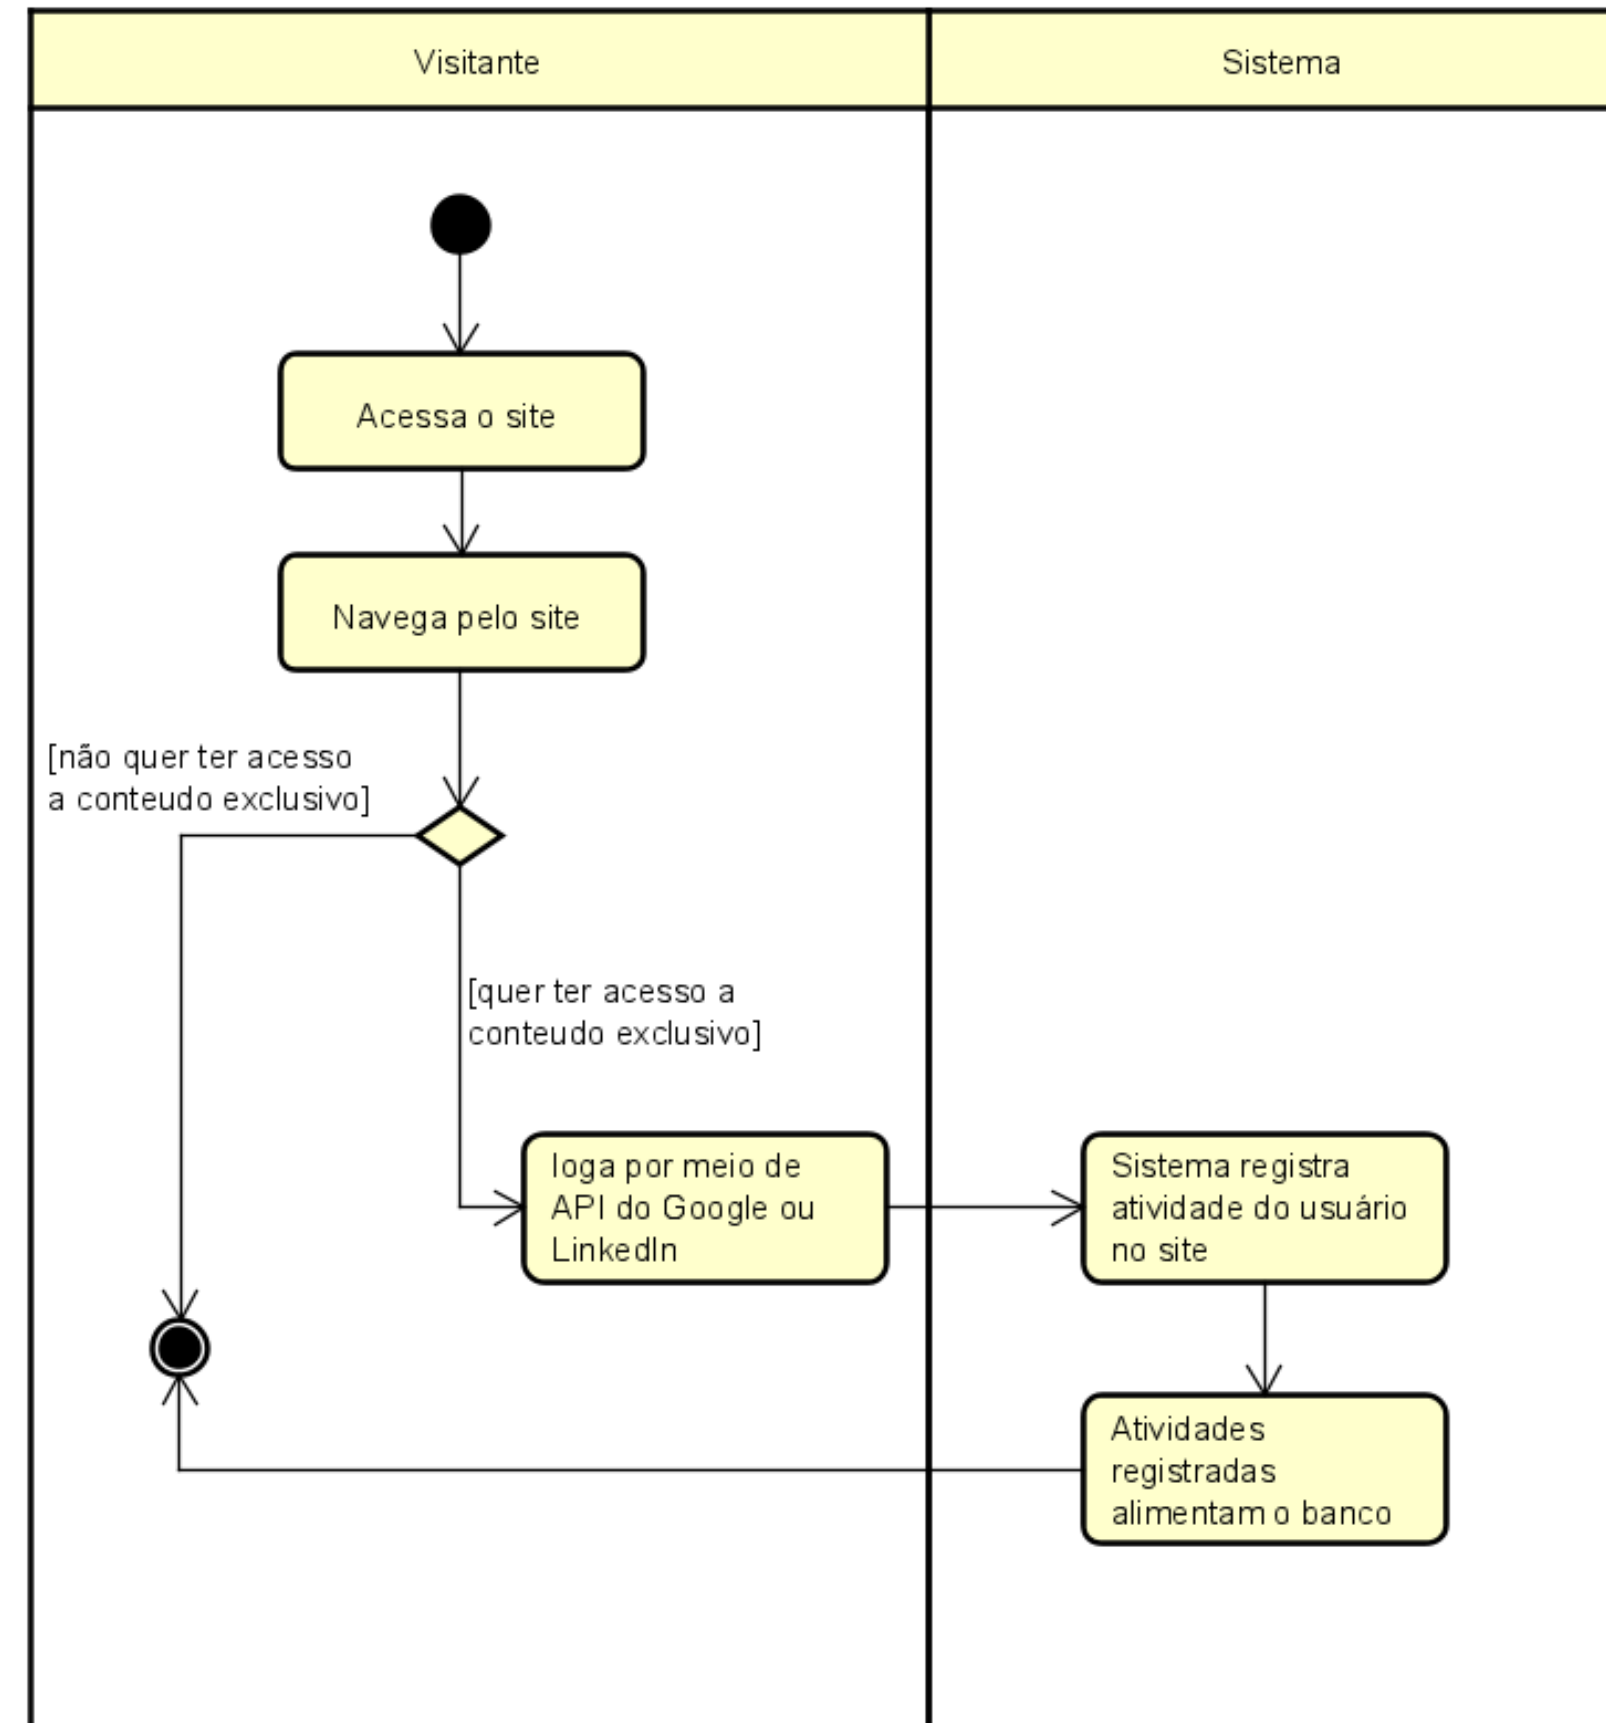 Visitante
Sistema
Acessa o site
Navega pelo site
[não quer ter acesso
a conteudo exclusivo]
[quer ter acesso a
conteudo exclusivo]
loga por meio de
API do Google ou
LinkedIn
Sistema registra
atividade do usuário
no site
Atividades
registradas
alimentam o banco